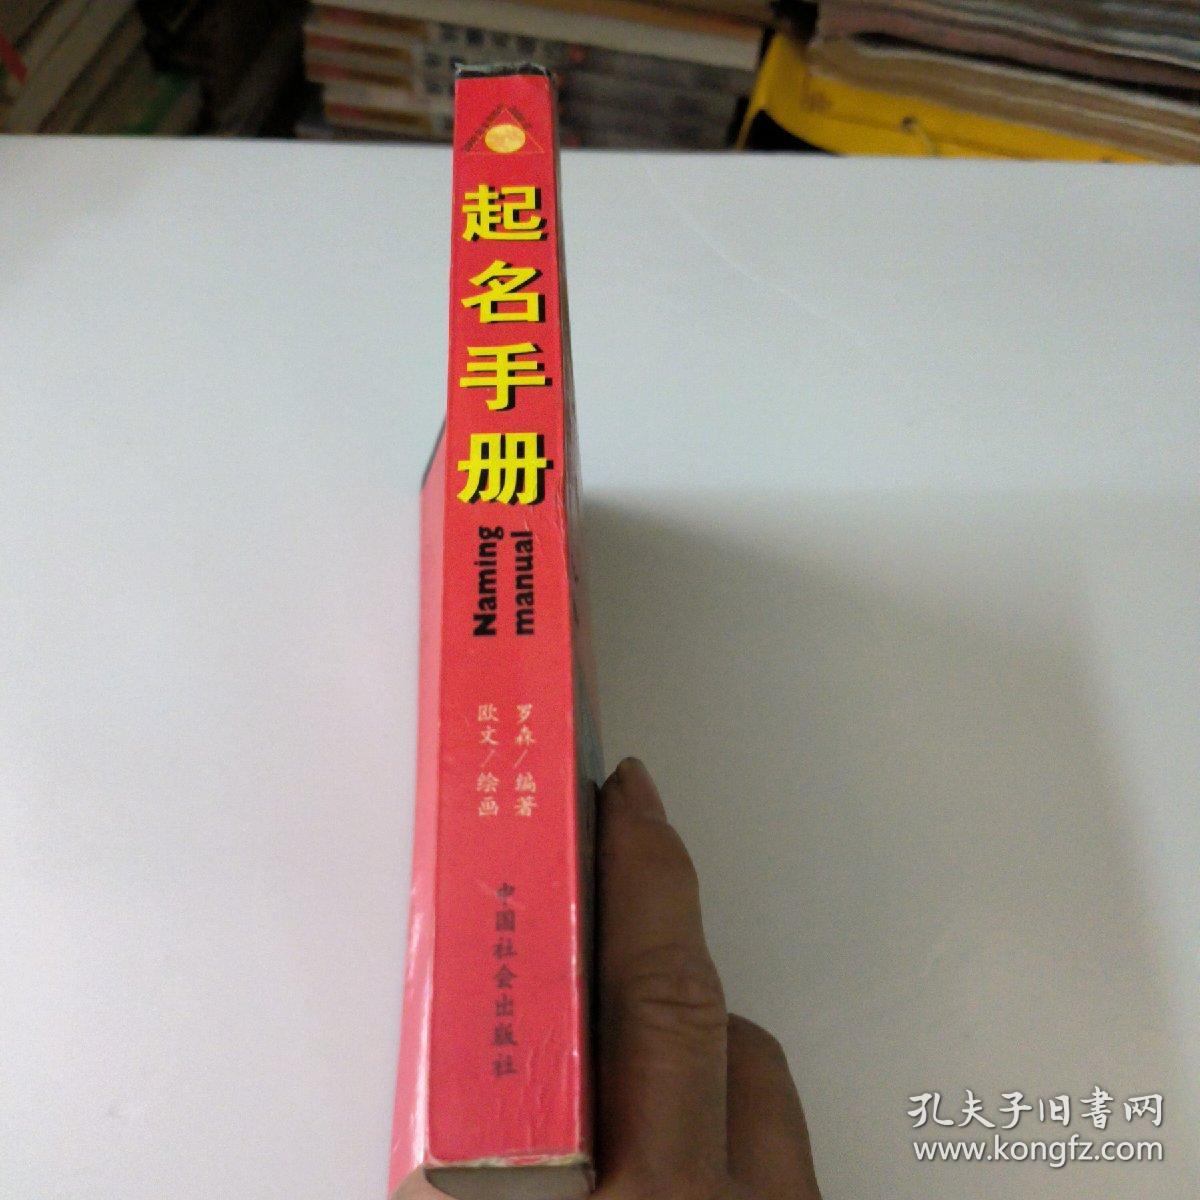 起名手册
Naming
manual
罗森/编著
欧文/绘画
中国社会出版社
孔夫子旧書网
www.kongfz.com